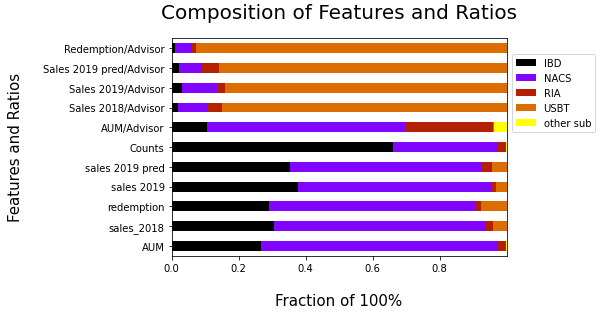 Composition of Features and Ratios
Features and Ratios
Redemption/Advisor
Sales 2019 pred/Advisor
Sales 2019/Advisor
Sales 2018/Advisor
AUM/Advisor
Counts
sales 2019 pred
sales 2019
redemption
sales_2018
AUM
0.0 0.2 0.4 0.6 0.8
Fraction of 100%
IBD
NACS
RIA
USBT
other sub